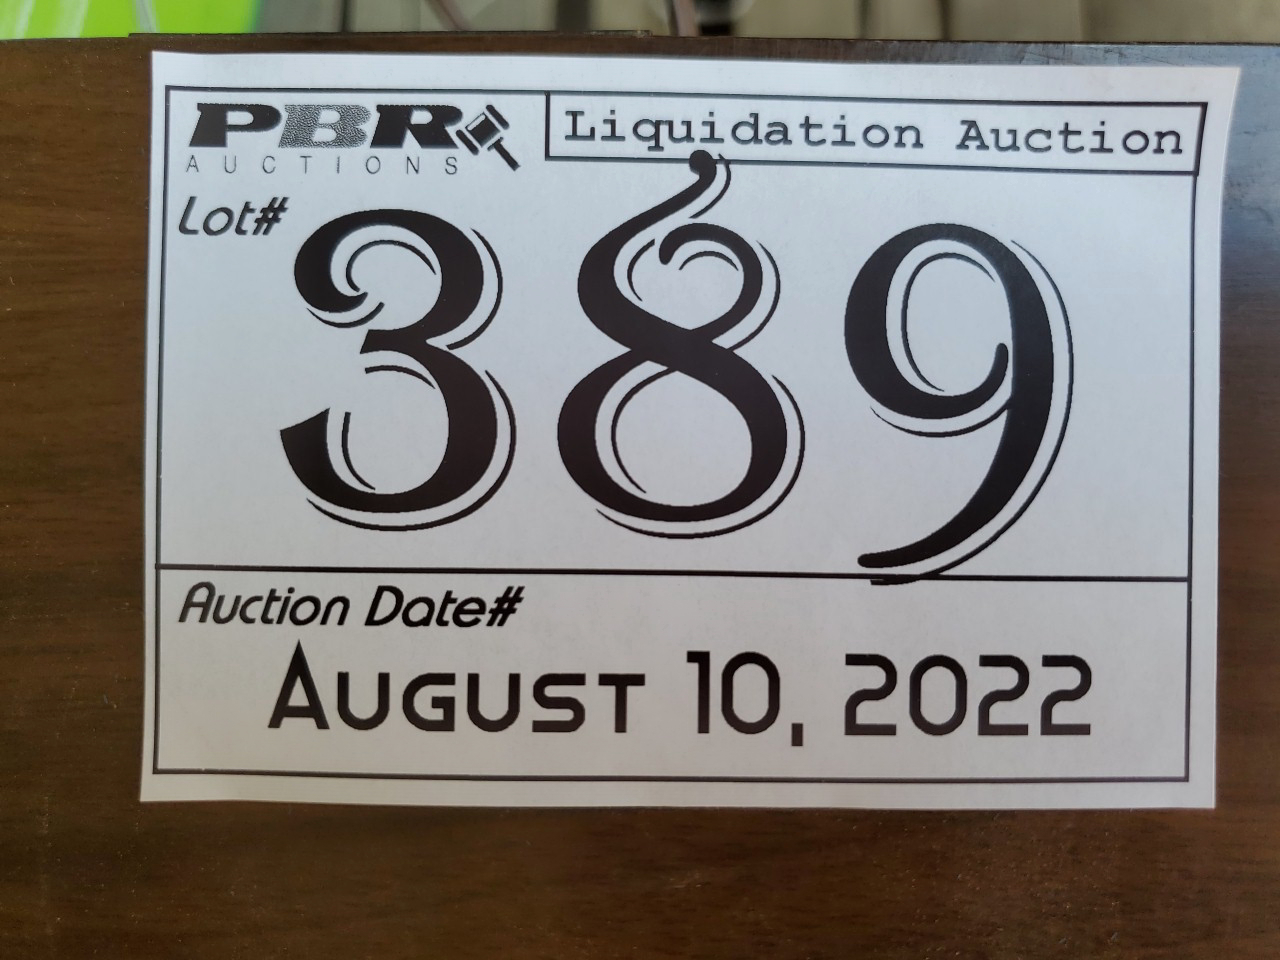 PBR
AUCTIONS
Liquidation Auction
Lot#
389
Auction Date#
August 10, 2022